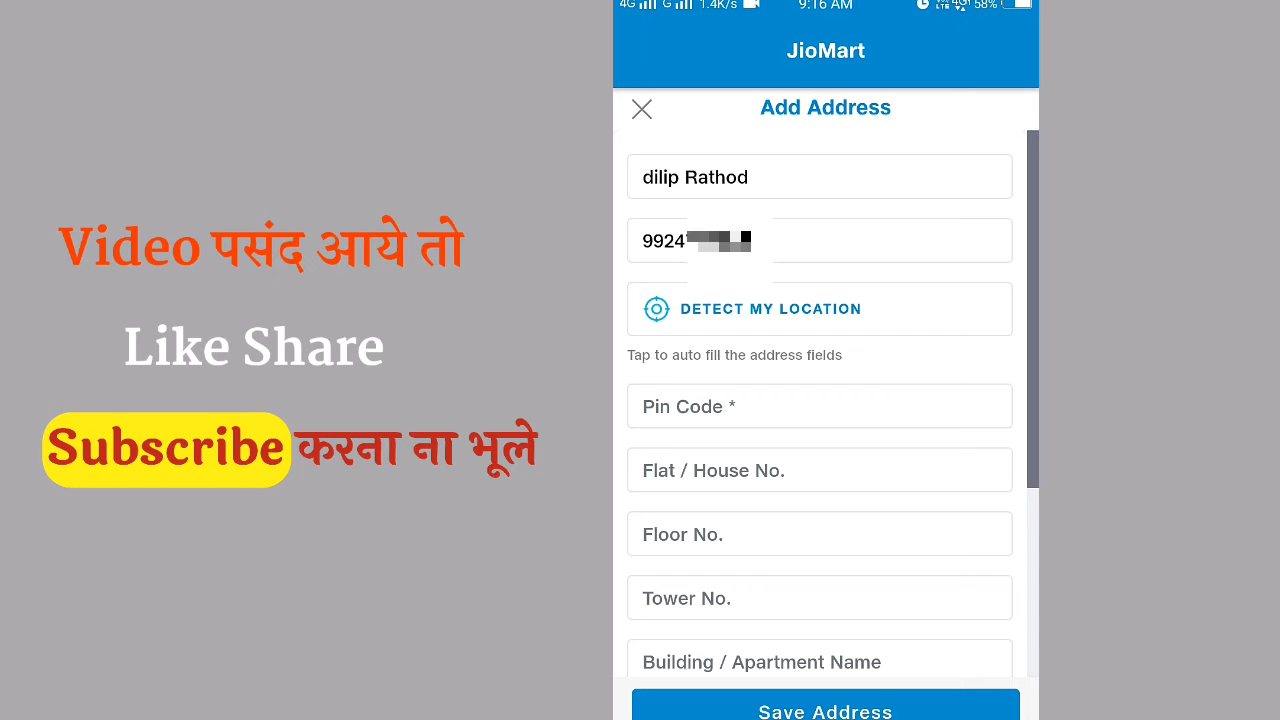 Video पसंद आये तो
Like Share
Subscribe करना ना भूले
4G G 1.4K/s 9:16 AM 4G 58%
JioMart
Add Address
dilip Rathod
9924
DETECT MY LOCATION
Tap to auto fill the address fields
Pin Code *
Flat / House No.
Floor No.
Tower No.
Building / Apartment Name
Save Address